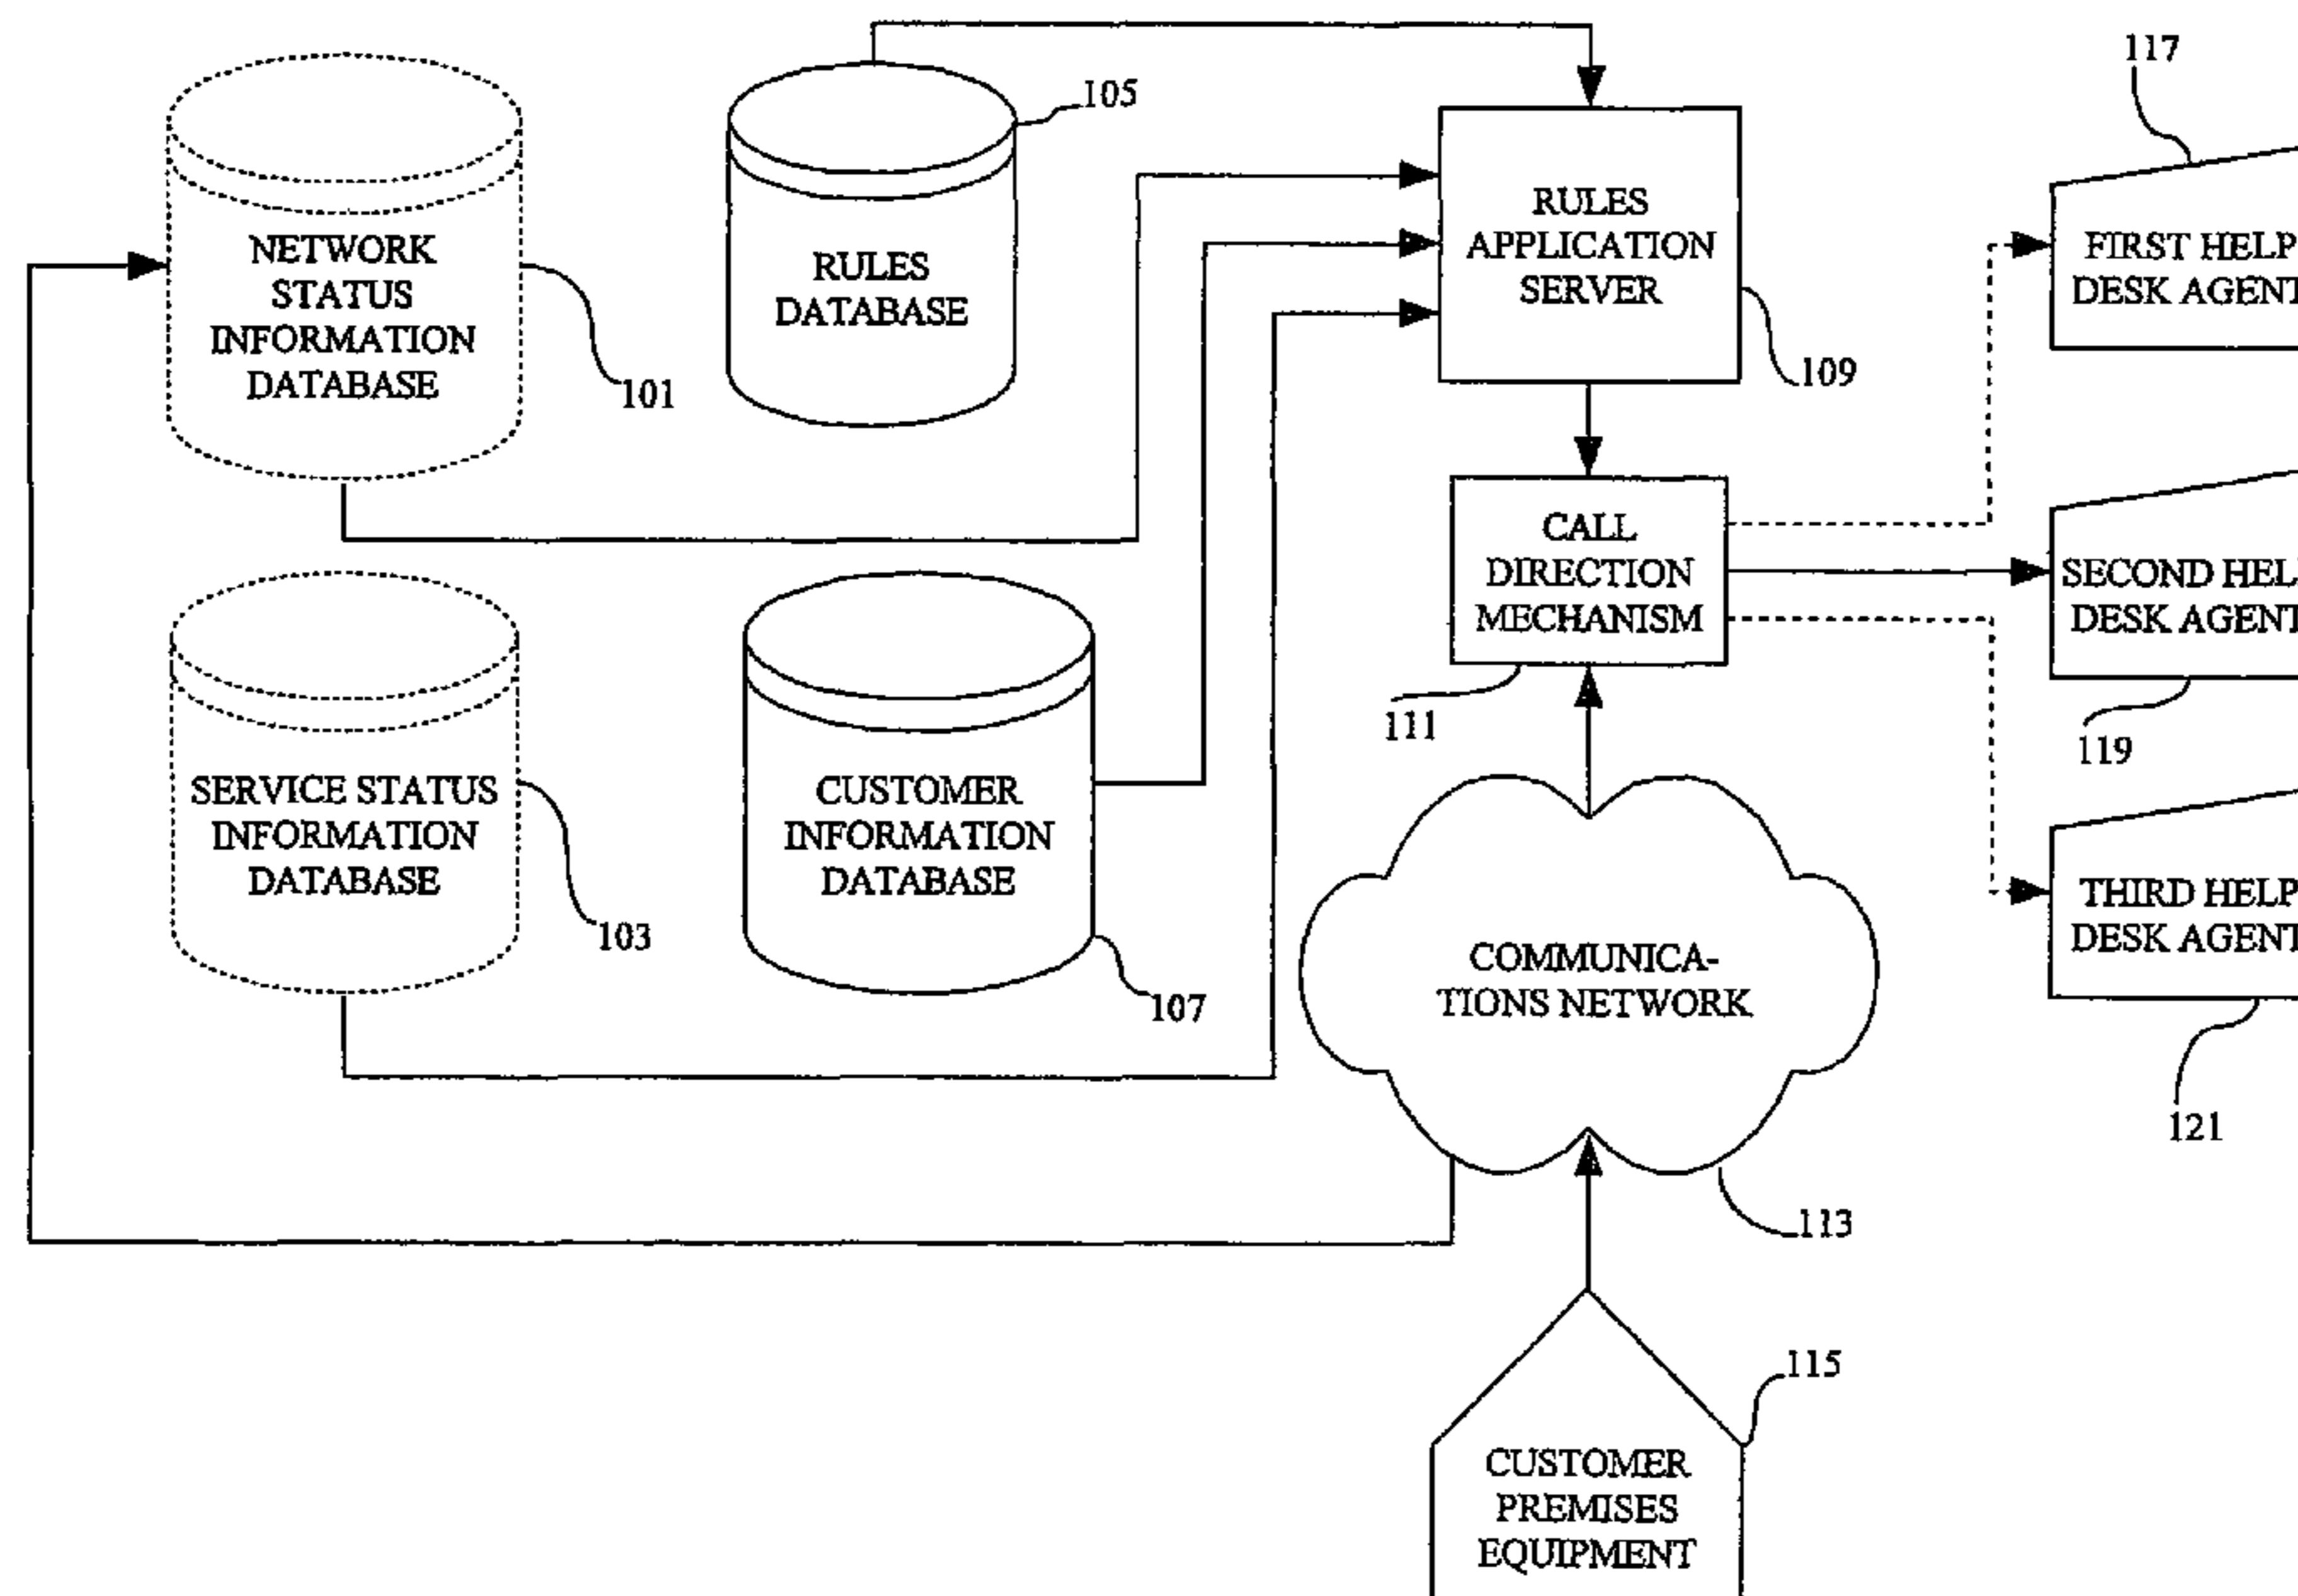 117
105
NETWORK
STATUS
INFORMATION
DATABASE
101
RULES
DATABASE
RULES
APPLICATION
SERVER
109
FIRST HELP
DESK AGENT
CALL
DIRECTION
MECHANISM
111
SECOND HEL
DESK AGENT
119
SERVICE STATUS
INFORMATION
DATABASE
103
CUSTOMER
INFORMATION
DATABASE
107
COMMUNICA-
TIONS NETWORK
113
THIRD HELP
DESK AGENT
121
115
CUSTOMER
PREMISES
EQUIPMENT